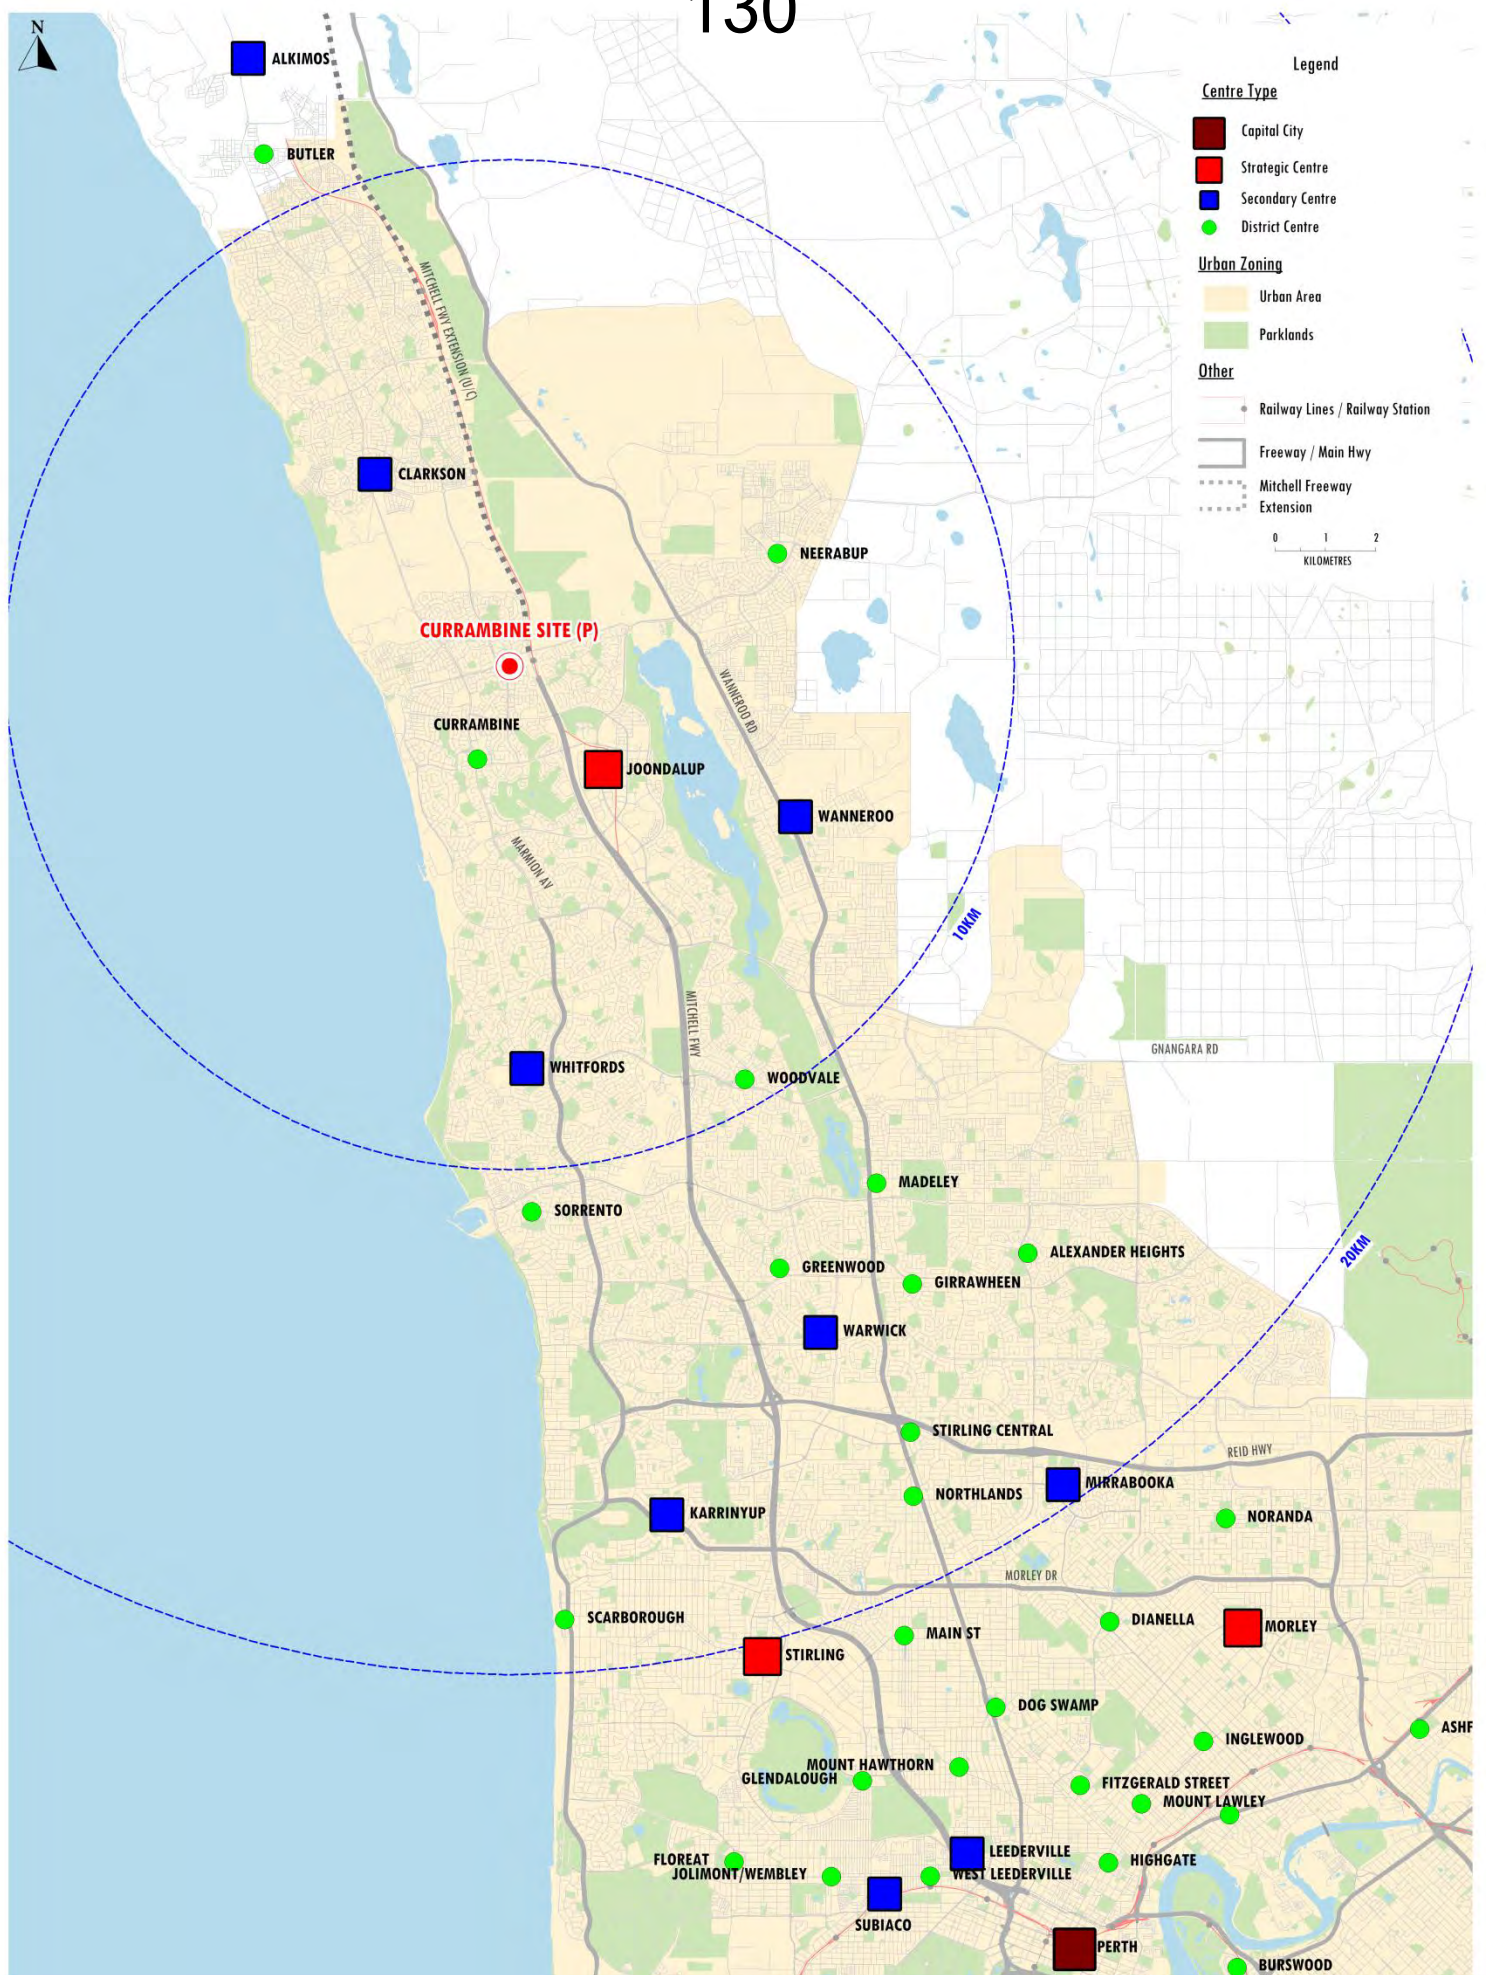 130
N
ALKIMOS
BUTLER
Legend
Centre Type
Capital City
Strategic Centre
Secondary Centre
District Centre
Urban Zoning
Urban Area
Parklands
Other
Railway Lines / Railway Station
Freeway / Main Hwy
Mitchell Freeway
Extension
0 1 2
KILOMETRES
MITCHELL FWY EXTENSION (U/C)
CLARKSON
NEERABUP
CURRAMBINE SITE (P)
WANNEROO RD
CURRAMBINE
JOONDALUP
WANNEROO
MARMION AV
10KM
MITCHELL FWY
GNANGARA RD
WHITFORDS
WOODVALE
MADELEY
SORRENTO
ALEXANDER HEIGHTS
20KM
GREENWOOD
GIRRAWHEEN
WARWICK
STIRLING CENTRAL
REID HWY
MIRRABOOKA
NORTHLANDS
KARRINYUP
NORANDA
MORLEY DR
SCARBOROUGH
DIANELLA
MORLEY
MAIN ST
STIRLING
DOG SWAMP
ASHF
INGLEWOOD
MOUNT HAWTHORN
GLENDALOUGH
FITZGERALD STREET
MOUNT LAWLEY
LEEDERVILLE
FLOREAT
HIGHGATE
JOLIMONT/WEMBLEY
WEST LEEDERVILLE
SUBIACO
PERTH
BURSWOOD